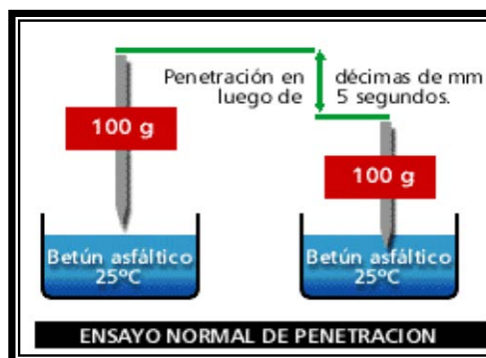 Penetración en décimas de mm
luego de 5 segundos.
100 g
100 g
Betún asfáltico
25ºC
Betún asfáltico
25ºC
ENSAYO NORMAL DE PENETRACION